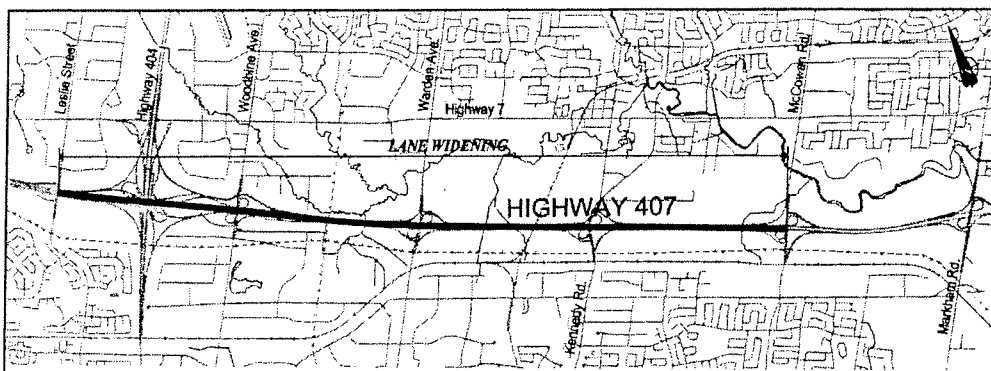 Leslie Street
Highway 404
Woodbine Ave.
Warden Ave.
McCowan Rd.
Highway 7
LANE WIDENING
HIGHWAY 407
Kennedy Rd.
Markham Rd.